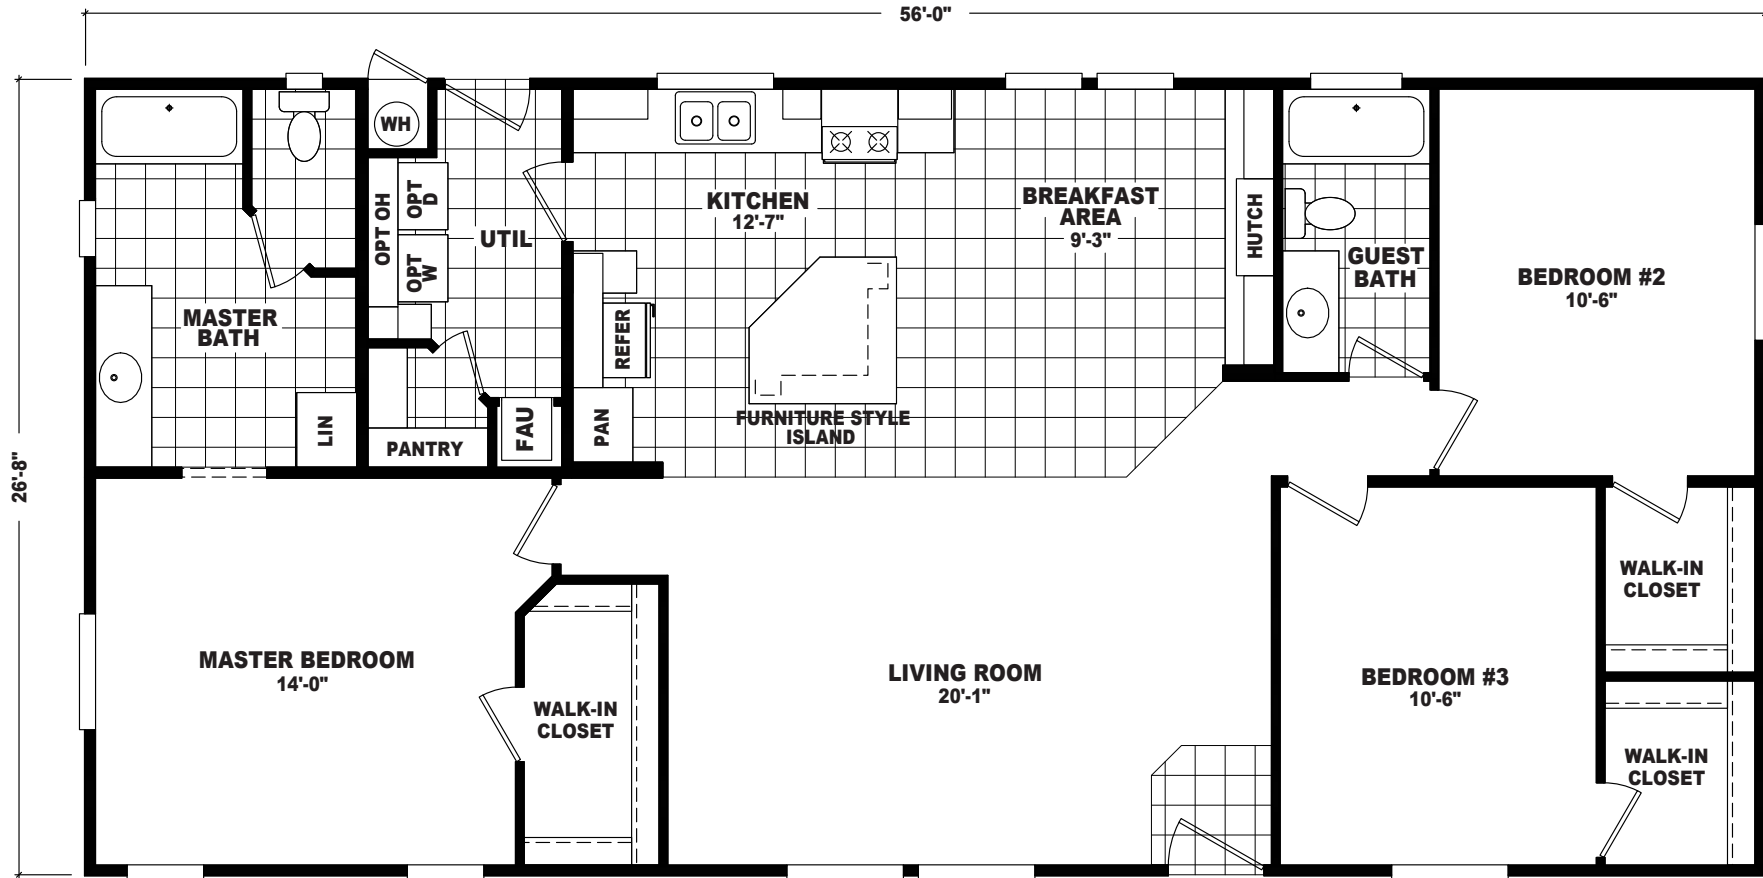 56'-0"
26'-8"
WH
OPT OH
OPT
D
OPT
W
UTIL
KITCHEN
12'-7"
BREAKFAST
AREA
9'-3"
HUTCH
GUEST
BATH
BEDROOM #2
10'-6"
MASTER
BATH
LIN
PANTRY
FAU
REFER
PAN
FURNITURE STYLE
ISLAND
MASTER BEDROOM
14'-0"
WALK-IN
CLOSET
LIVING ROOM
20'-1"
BEDROOM #3
10'-6"
WALK-IN
CLOSET
WALK-IN
CLOSET